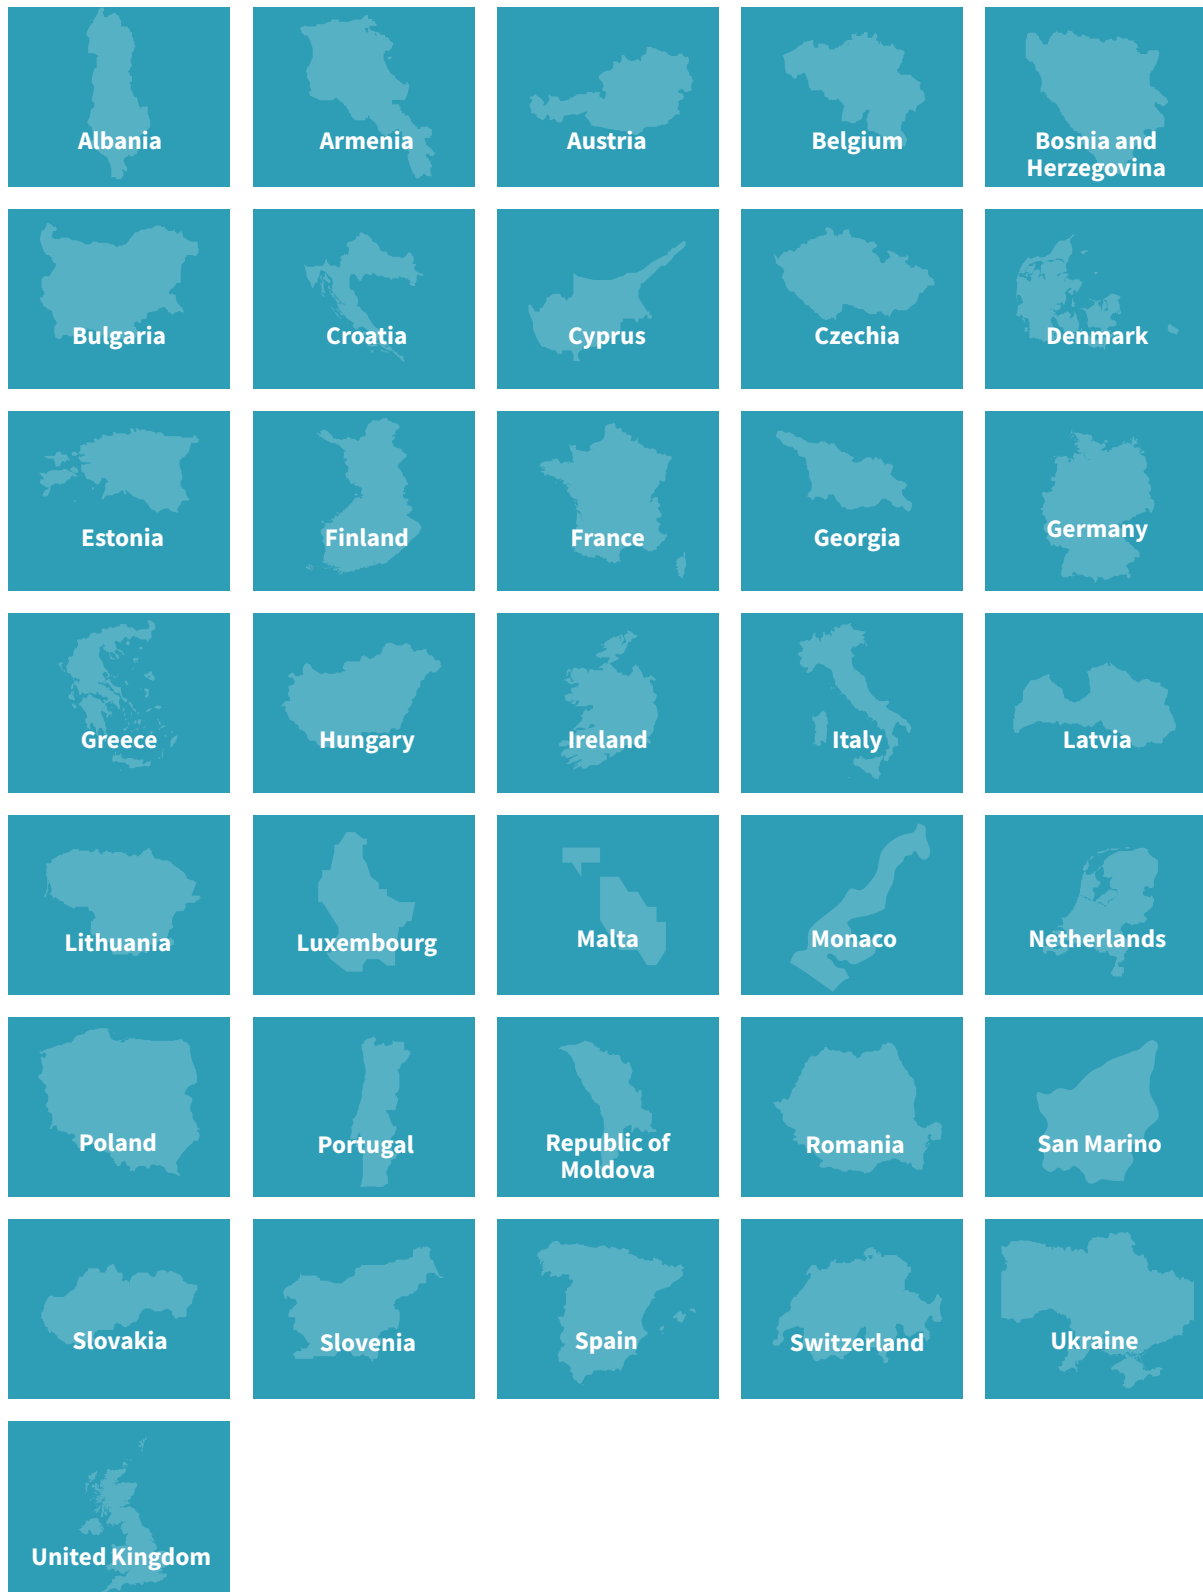 Albania
Armenia
Austria
Belgium
Bosnia and
Herzegovina
Bulgaria
Croatia
Cyprus
Czechia
Denmark
Estonia
Finland
France
Georgia
Germany
Greece
Hungary
Ireland
Italy
Latvia
Lithuania
Luxembourg
Malta
Monaco
Netherlands
Poland
Portugal
Republic of
Moldova
Romania
San Marino
Slovakia
Slovenia
Spain
Switzerland
Ukraine
United Kingdom